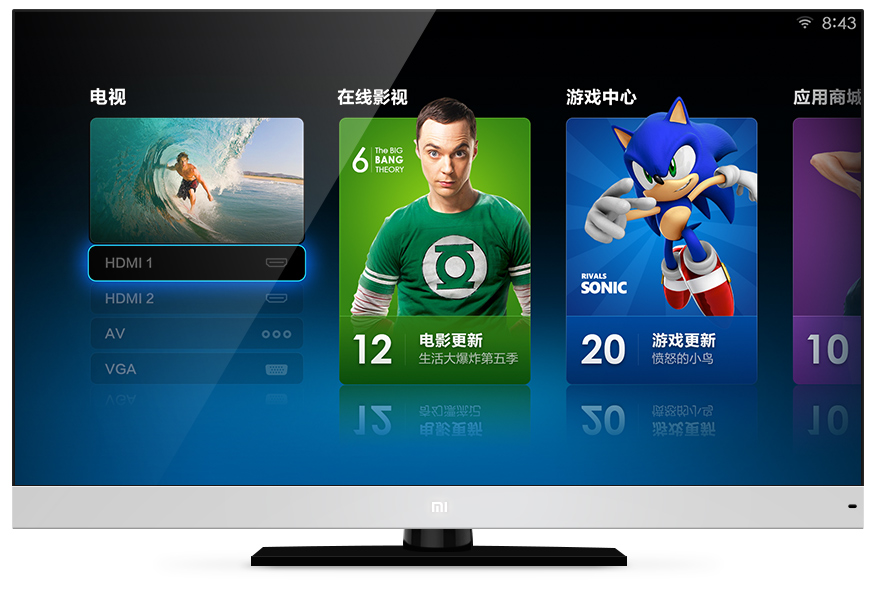 8:43
电视
在线影视
游戏中心
应用商城
HDMI 1
HDMI 2
AV
VGA
6
The BIG
BANG
THEORY
12
电影更新
生活大爆炸第五季
RIVALS
SONIC
20
游戏更新
愤怒的小鸟
10
mi